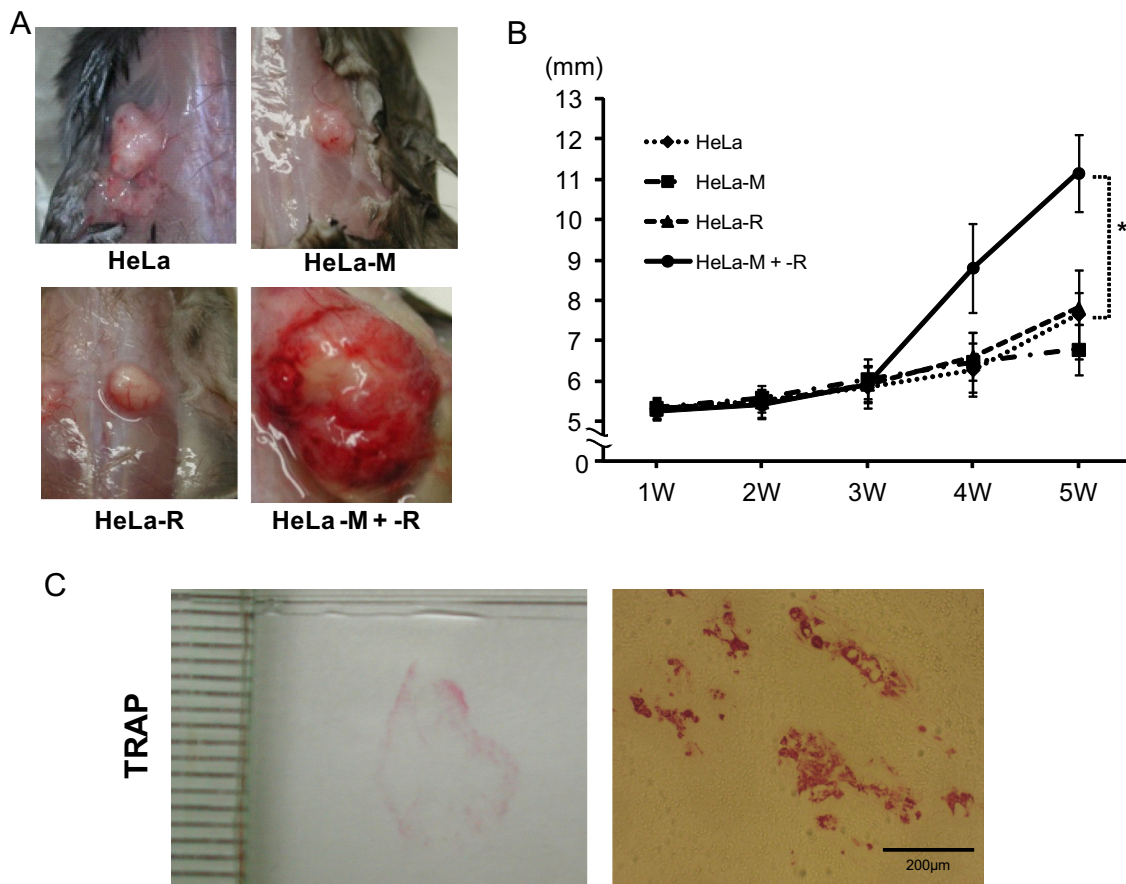 A
HeLa
HeLa-M
HeLa-R
HeLa -M + -R
B
(mm)
13
12
11
10
9
8
7
6
5
0
1W
2W
3W
4W
5W
HeLa
HeLa-M
HeLa-R
HeLa-M + -R
*
C
TRAP
200μm